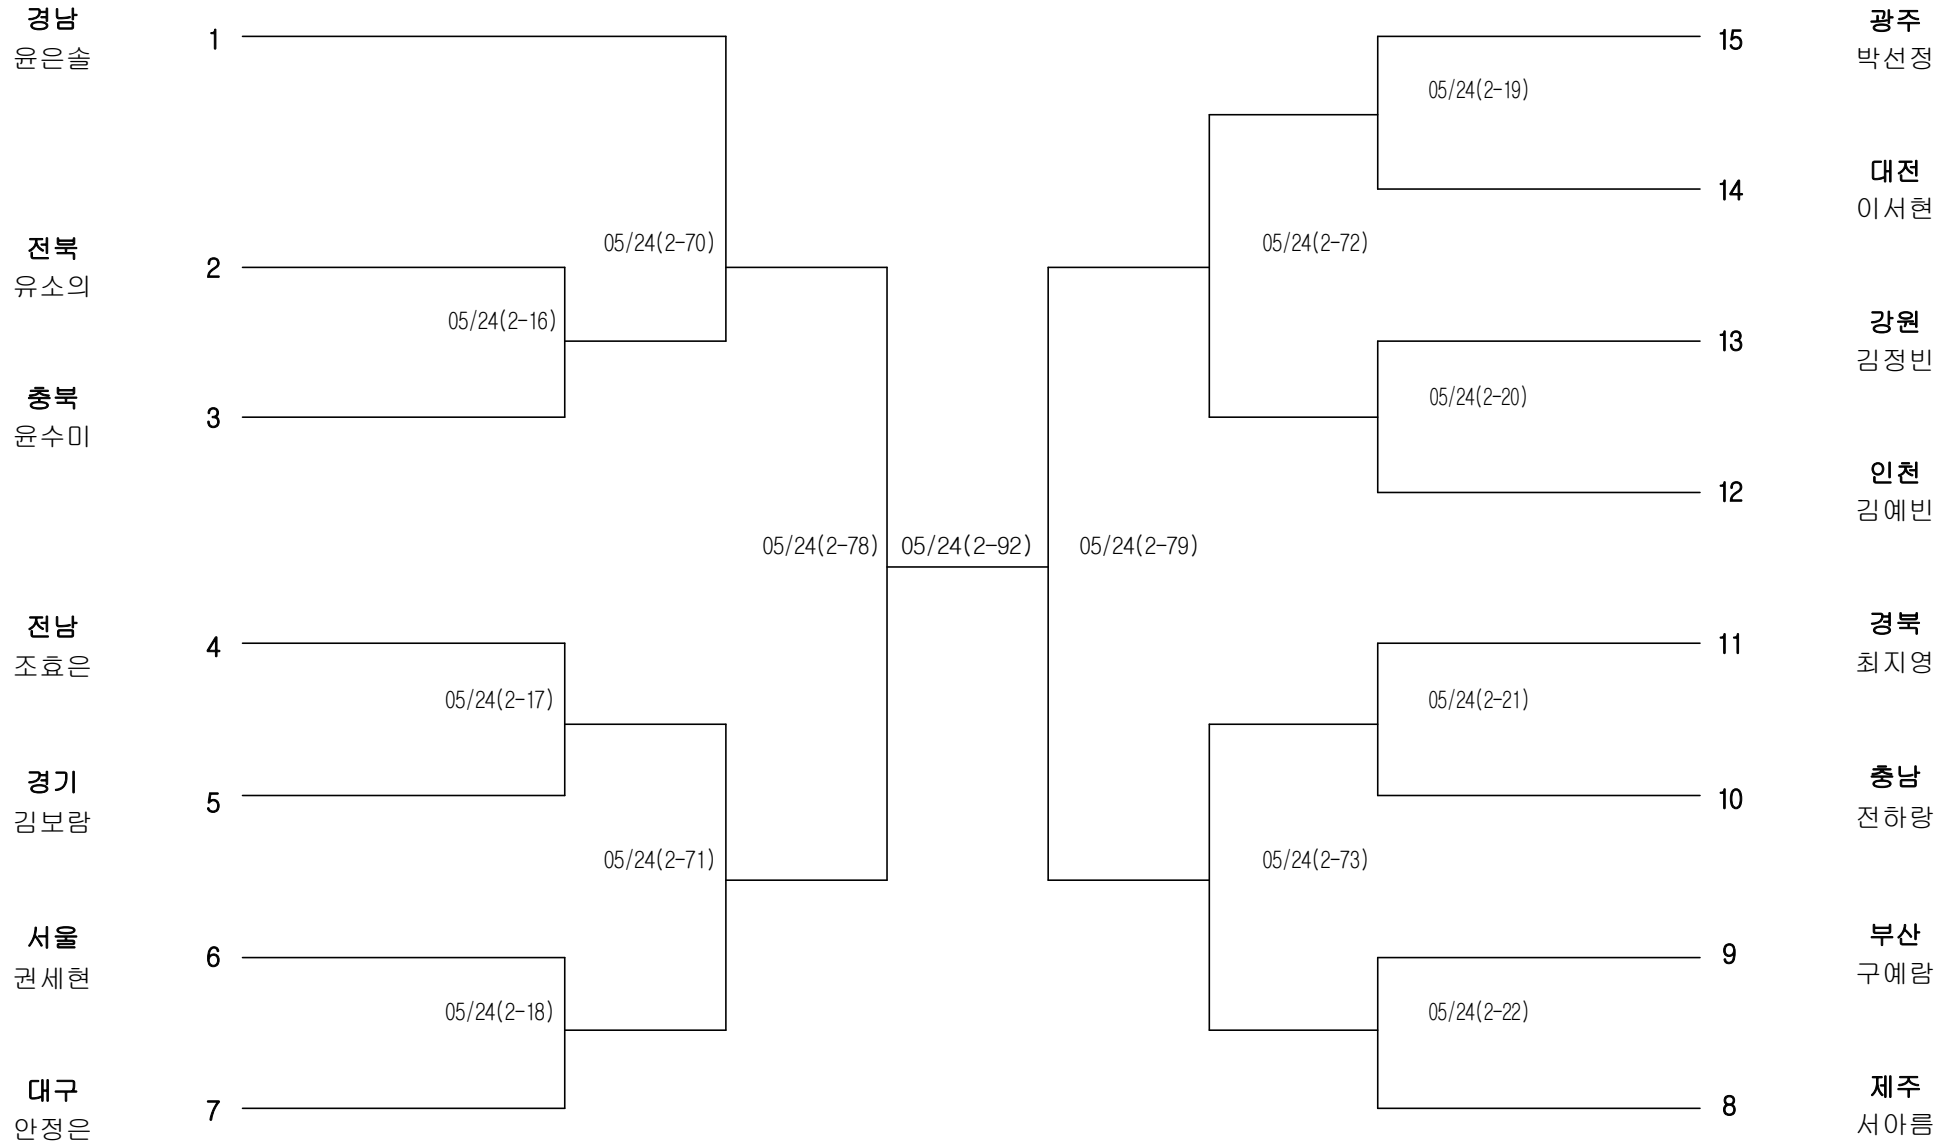 경남
윤은솔
1
전북
유소의
2
충북
윤수미
3
전남
조효은
4
경기
김보람
5
서울
권세현
6
대구
안정은
7
05/24(2-16)
05/24(2-17)
05/24(2-18)
05/24(2-70)
05/24(2-71)
05/24(2-78)
05/24(2-92)
05/24(2-79)
05/24(2-72)
05/24(2-73)
05/24(2-19)
05/24(2-20)
05/24(2-21)
05/24(2-22)
15
광주
박선정
14
대전
이서현
13
강원
김정빈
12
인천
김예빈
11
경북
최지영
10
충남
전하랑
9
부산
구예람
8
제주
서아름